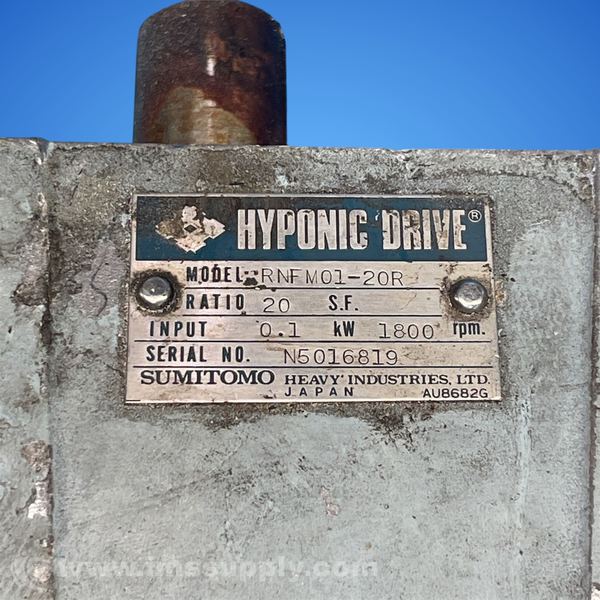 HYPONIC DRIVE®
MODEL RNFM01-20R
RATIO 20 S.F.
INPUT 0.1 kW 1800 rpm.
SERIAL NO. N5016819
SUMITOMO HEAVY INDUSTRIES, LTD.
JAPAN AU8682G
www.imssupply.com